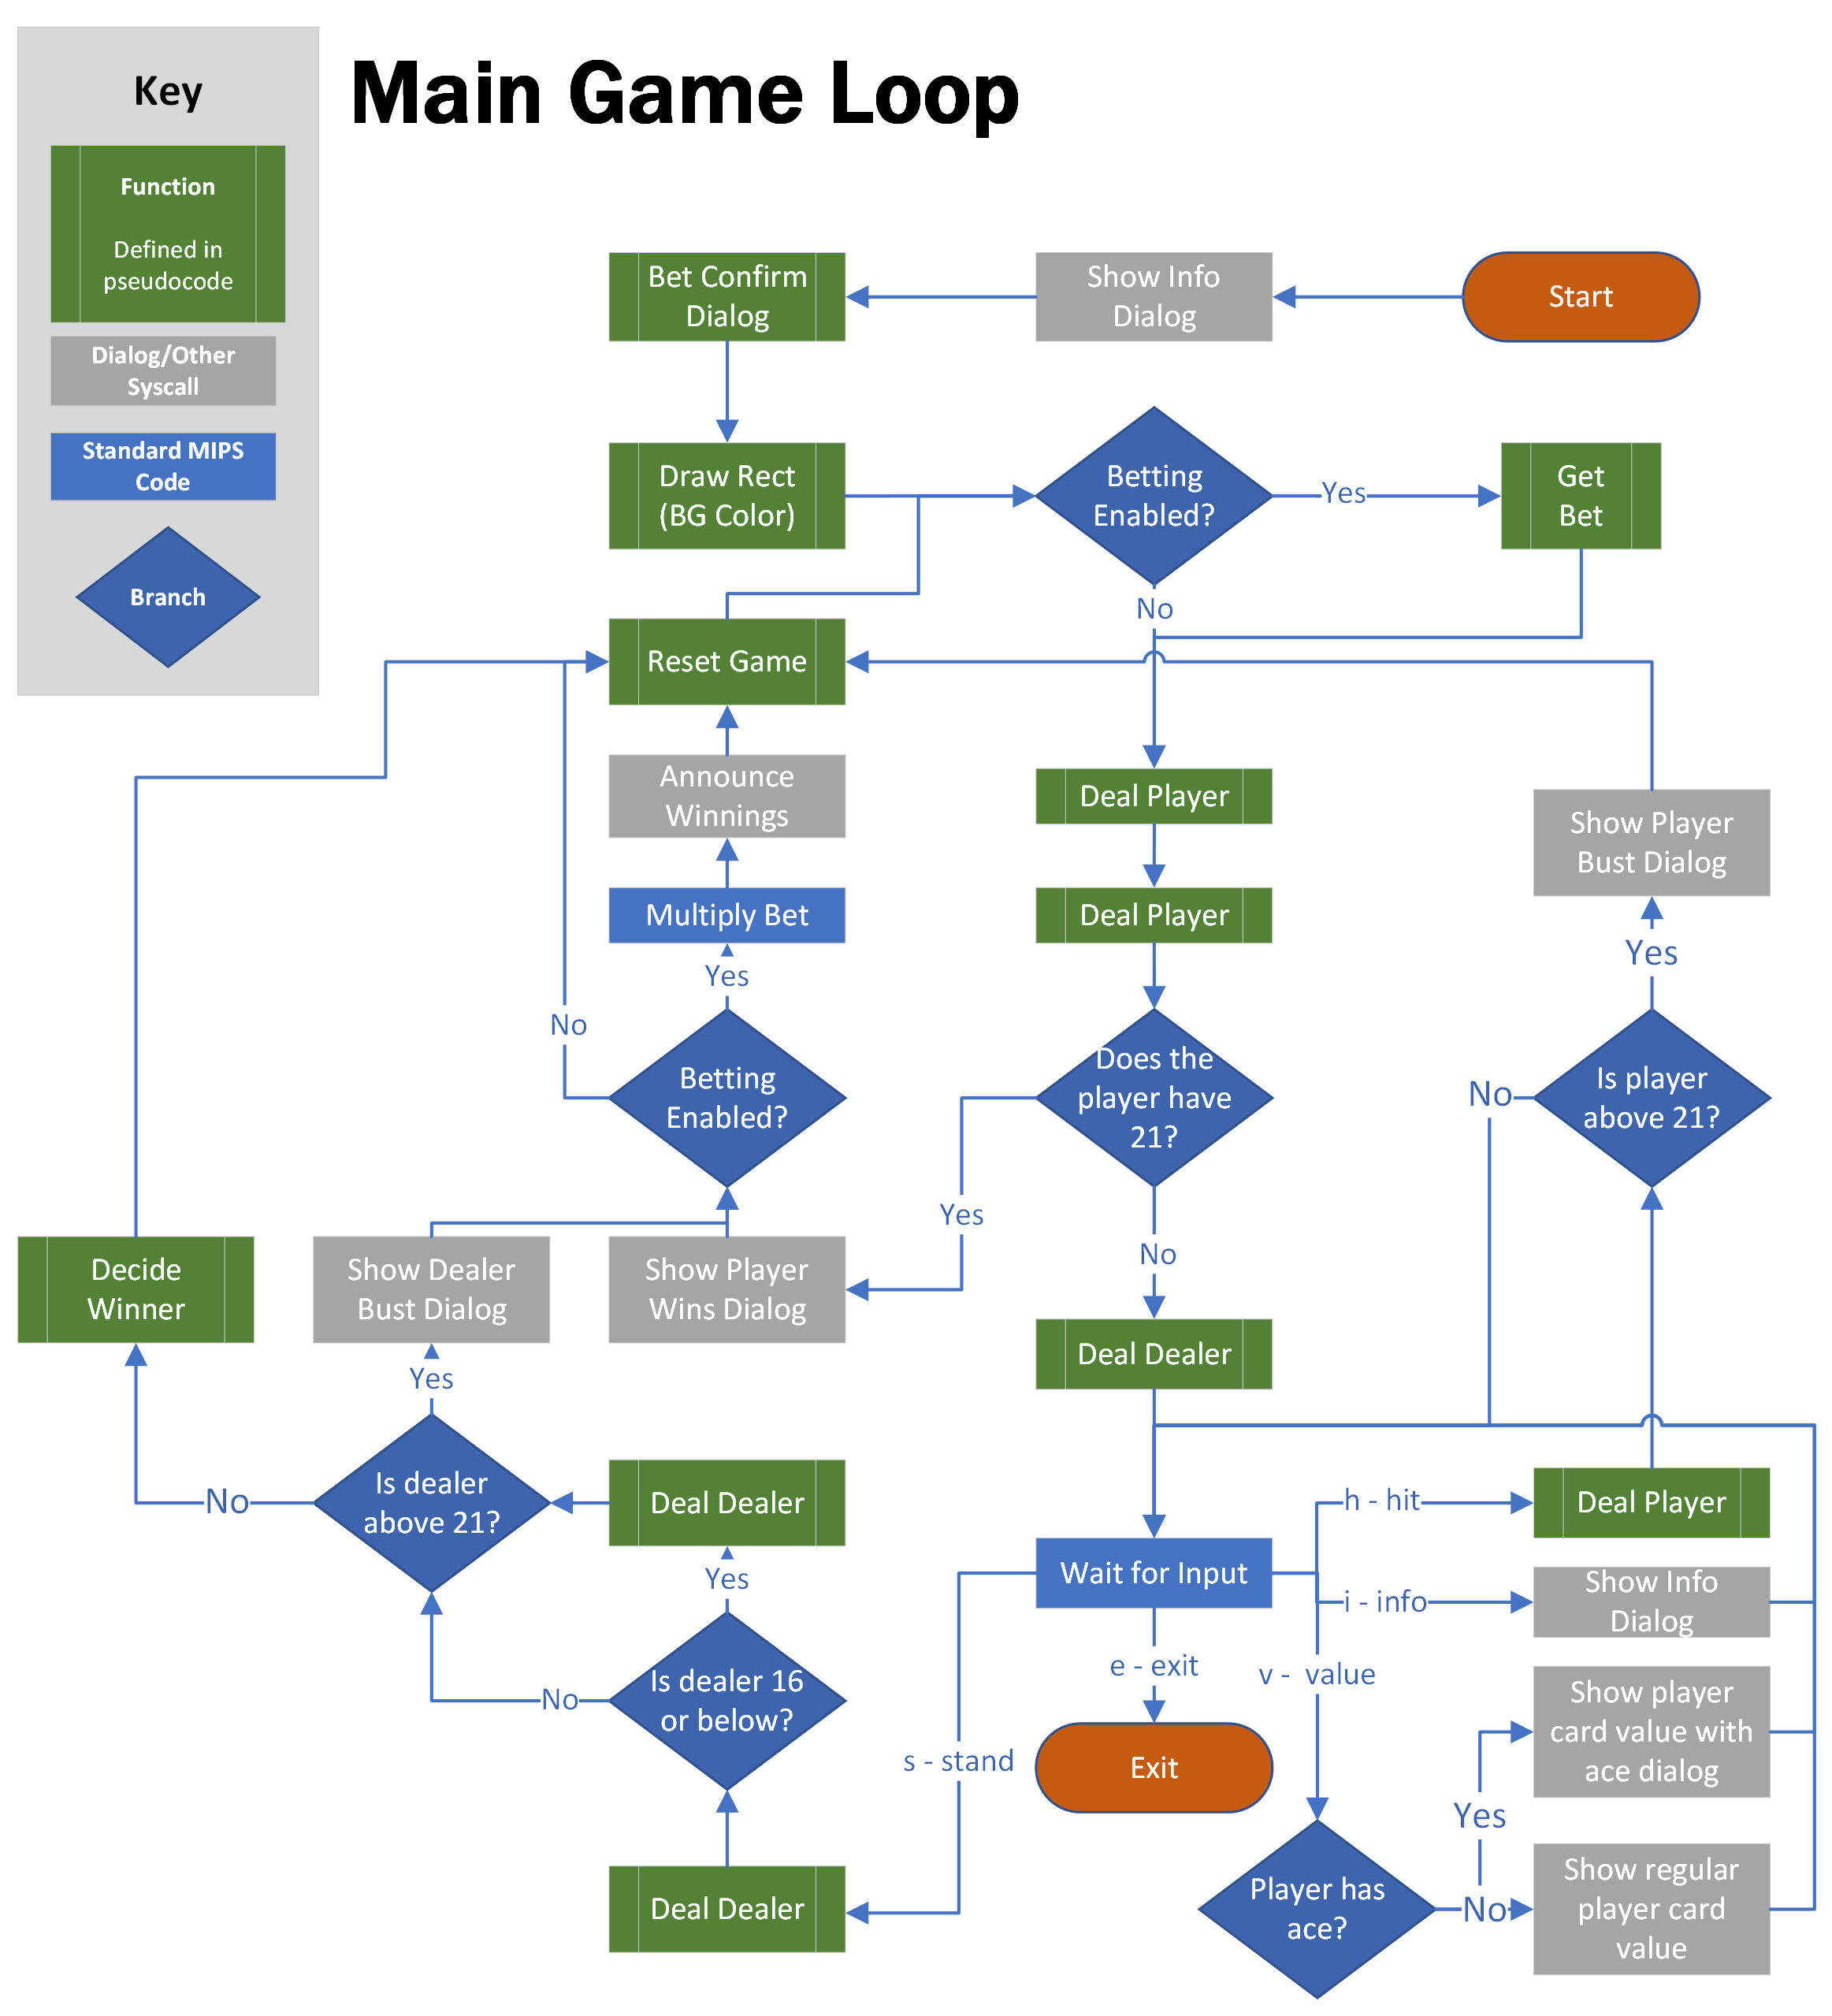 Key
Main Game Loop
Function
Defined in
pseudocode
Dialog/Other
Syscall
Standard MIPS
Code
Branch
Bet Confirm
Dialog
Show Info
Dialog
Start
Draw Rect
(BG Color)
Betting
Enabled?
Yes
Get
Bet
No
Reset Game
Announce
Winnings
Deal Player
Show Player
Bust Dialog
Multiply Bet
Deal Player
Yes
Yes
No
Betting
Enabled?
Does the
player have
21?
No
Is player
above 21?
Yes
No
Decide
Winner
Show Dealer
Bust Dialog
Show Player
Wins Dialog
Deal Dealer
Yes
Is dealer
above 21?
No
Deal Dealer
h - hit
Deal Player
Yes
Wait for Input
i - info
Show Info
Dialog
Is dealer 16
or below?
No
e - exit
v -  value
Show player
card value with
ace dialog
s - stand
Exit
Yes
Deal Dealer
Player has
ace?
No
Show regular
player card
value